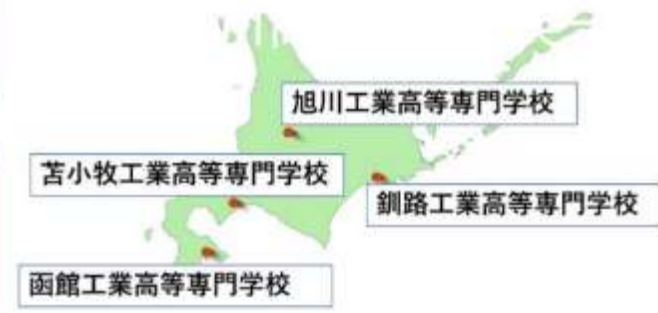 旭川工業高等専門学校
苫小牧工業高等専門学校
釧路工業高等専門学校
函館工業高等専門学校